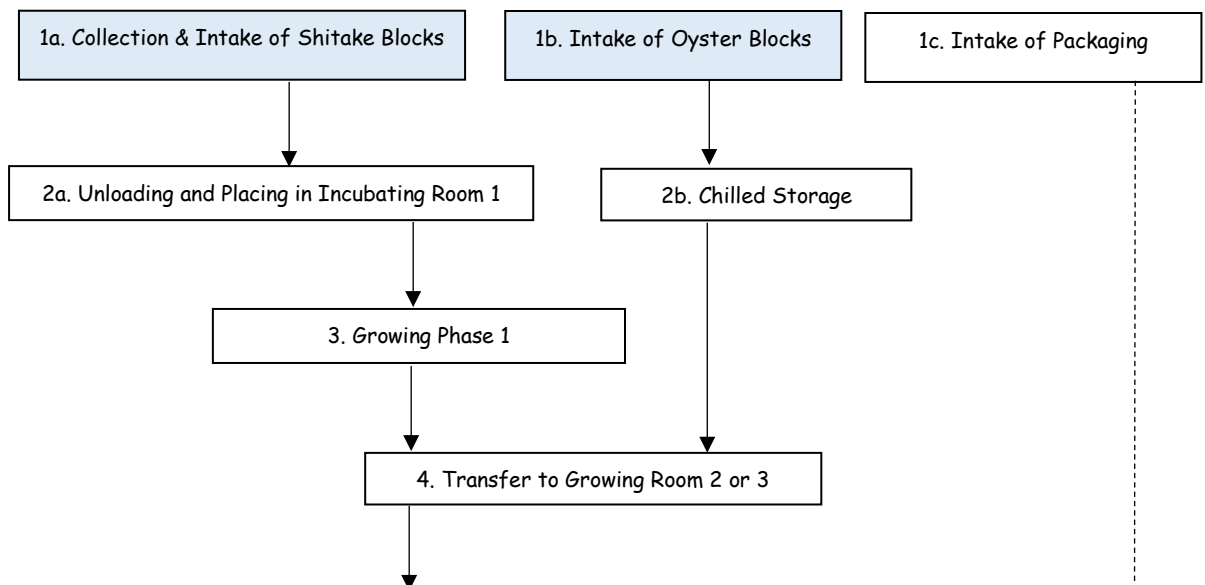 1a. Collection & Intake of Shitake Blocks
1b. Intake of Oyster Blocks
1c. Intake of Packaging
2a. Unloading and Placing in Incubating Room 1
2b. Chilled Storage
3. Growing Phase 1
4. Transfer to Growing Room 2 or 3